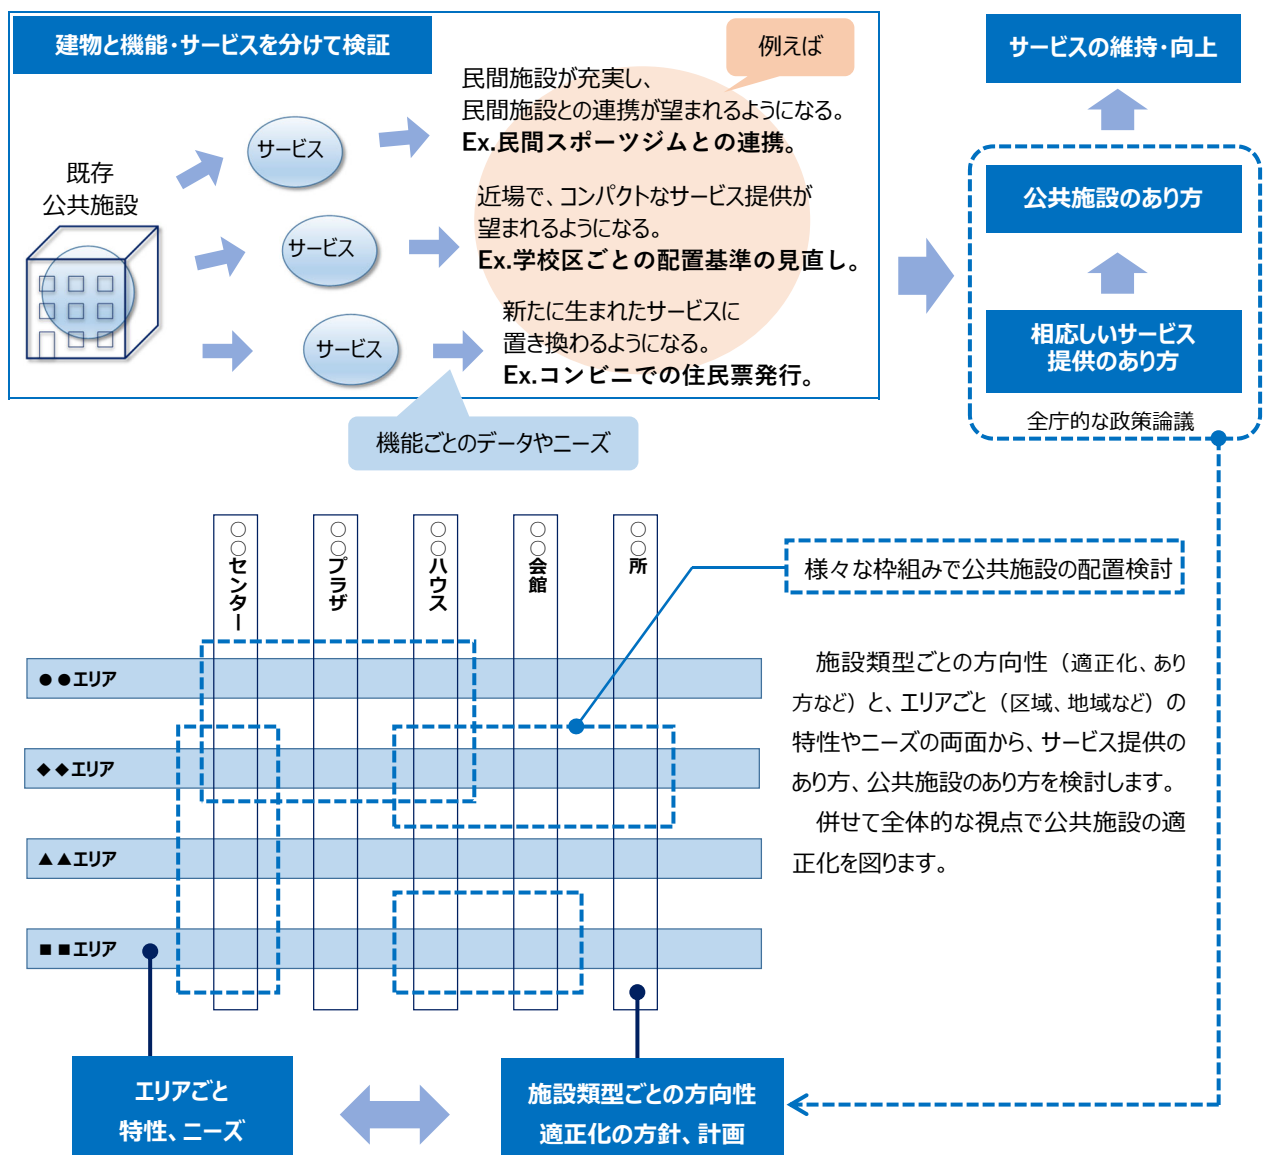 建物と機能・サービスを分けて検証
例えば
民間施設が充実し、
民間施設との連携が望まれるようになる。
Ex.民間スポーツジムとの連携。
サービス
既存
公共施設
近場で、コンパクトなサービス提供が
望まれるようになる。
Ex.学校区ごとの配置基準の見直し。
サービス
新たに生まれたサービスに
置き換わるようになる。
Ex.コンビニでの住民票発行。
サービス
機能ごとのデータやニーズ
サービスの維持・向上
公共施設のあり方
相応しいサービス
提供のあり方
全庁的な政策論議
○○センター
○○プラザ
○○ハウス
○○会館
○○所
様々な枠組みで公共施設の配置検討
●●エリア
◆◆エリア
▲▲エリア
■■エリア
施設類型ごとの方向性（適正化、あり
方など）と、エリアごと（区域、地域など）の
特性やニーズの両面から、サービス提供の
あり方、公共施設のあり方を検討します。
併せて全体的な視点で公共施設の適
正化を図ります。
エリアごと
特性、ニーズ
施設類型ごとの方向性
適正化の方針、計画